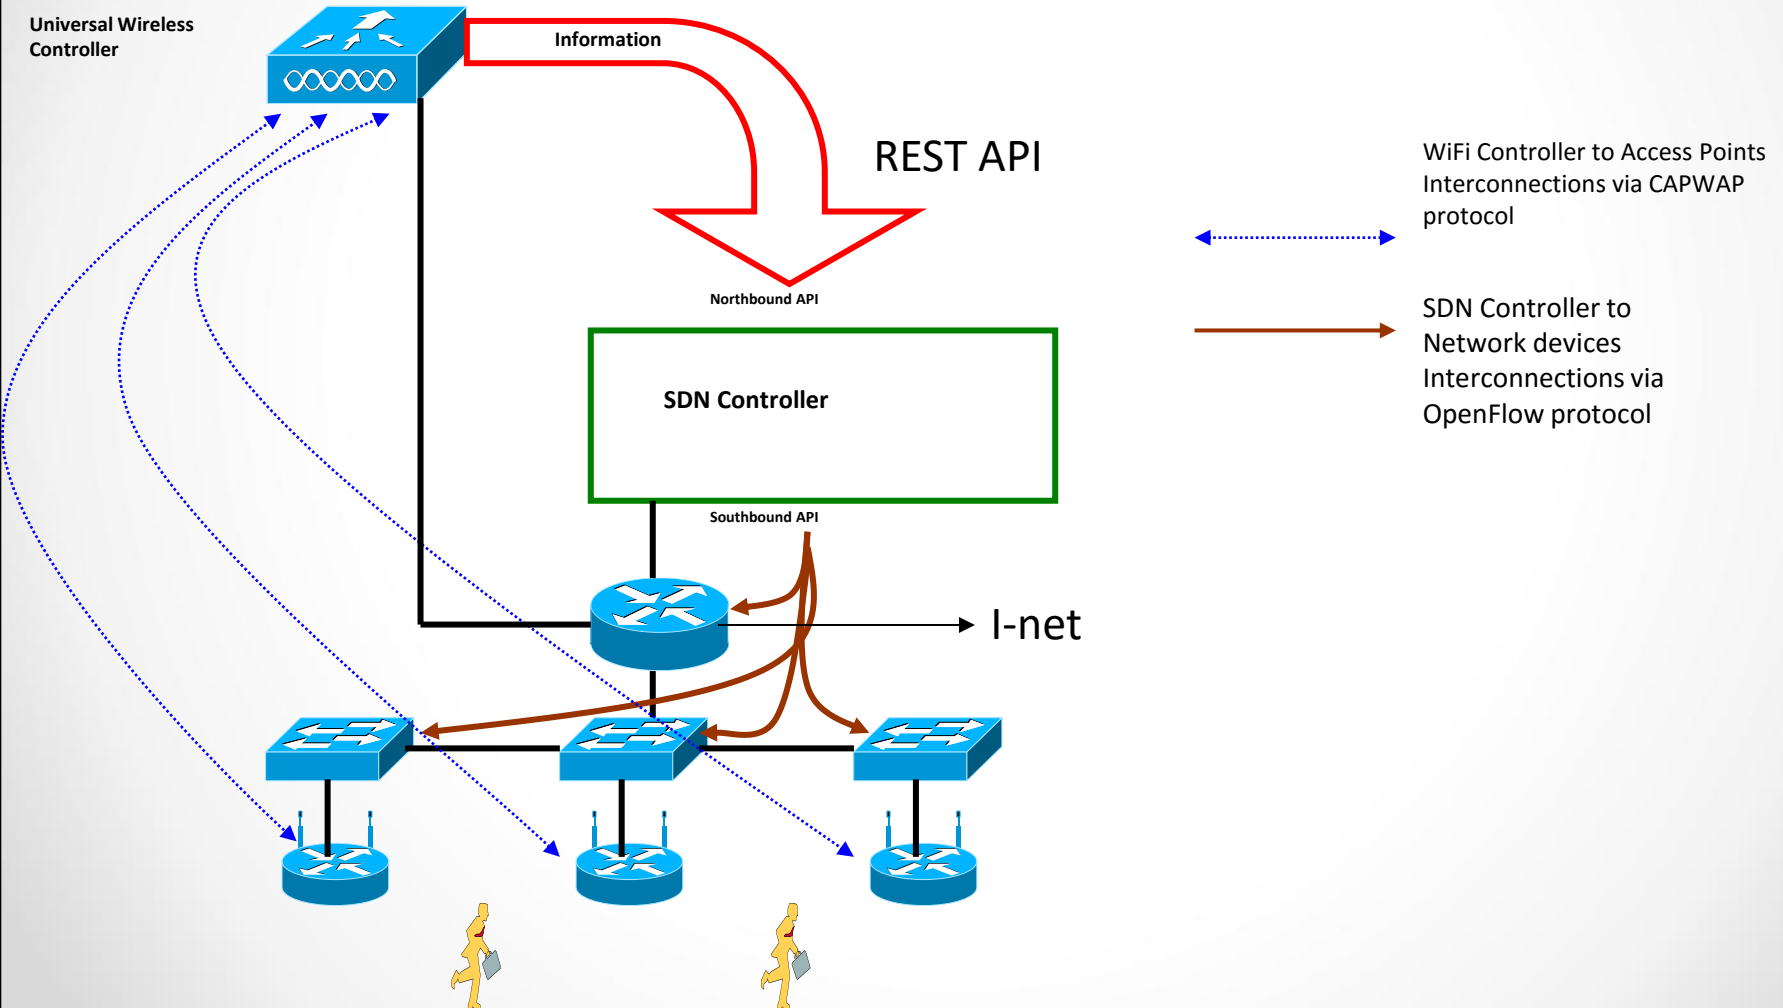 Universal Wireless
Controller
Information
REST API
WiFi Controller to Access Points
Interconnections via CAPWAP
protocol
Northbound API
SDN Controller to
Network devices
Interconnections via
OpenFlow protocol
SDN Controller
Southbound API
I-net